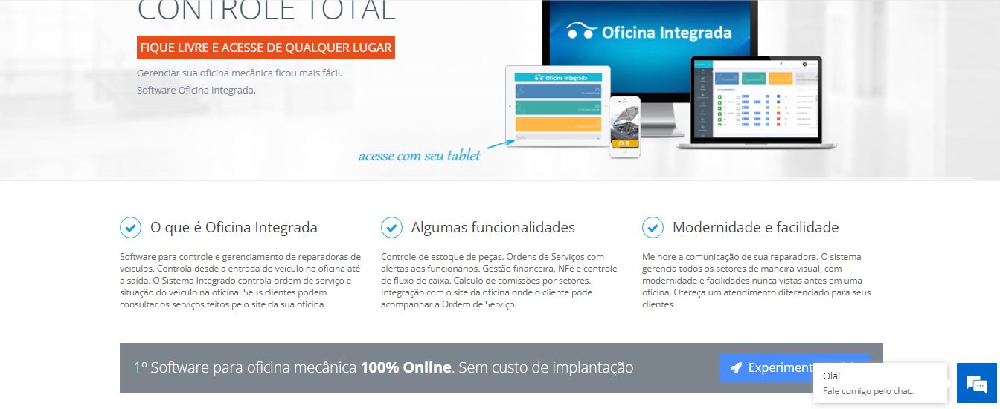 CONTROLE TOTAL
FIQUE LIVRE E ACESSE DE QUALQUER LUGAR
Gerenciar sua oficina mecânica ficou mais fácil.
Software Oficina Integrada.
Oficina Integrada
Oficina Integrada
O.S.
acesse com seu tablet
O que é Oficina Integrada
Software para controle e gerenciamento de reparadoras de
veiculos. Controla desde a entrada do veículo na oficina até
a saída. O Sistema Integrado controla ordem de serviço e
situação do veículo na oficina. Seus clientes podem
consultar os serviços feitos pelo site da sua oficina.
Algumas funcionalidades
Controle de estoque de peças. Ordens de Serviços com
alertas aos funcionários. Gestão financeira, NFe e controle
de fluxo de caixa. Calculo de comissões por setores.
Integração com o site da oficina onde o cliente pode
acompanhar a Ordem de Serviço.
Modernidade e facilidade
Melhore a comunicação de sua reparadora. O sistema
gerencia todos os setores de maneira visual, com
modernidade e facilidades nunca vistas antes em uma
oficina. Ofereça um atendimento diferenciado para seus
clientes.
1º Software para oficina mecânica 100% Online. Sem custo de implantação
Experiment
Olá!
Fale comigo pelo chat.